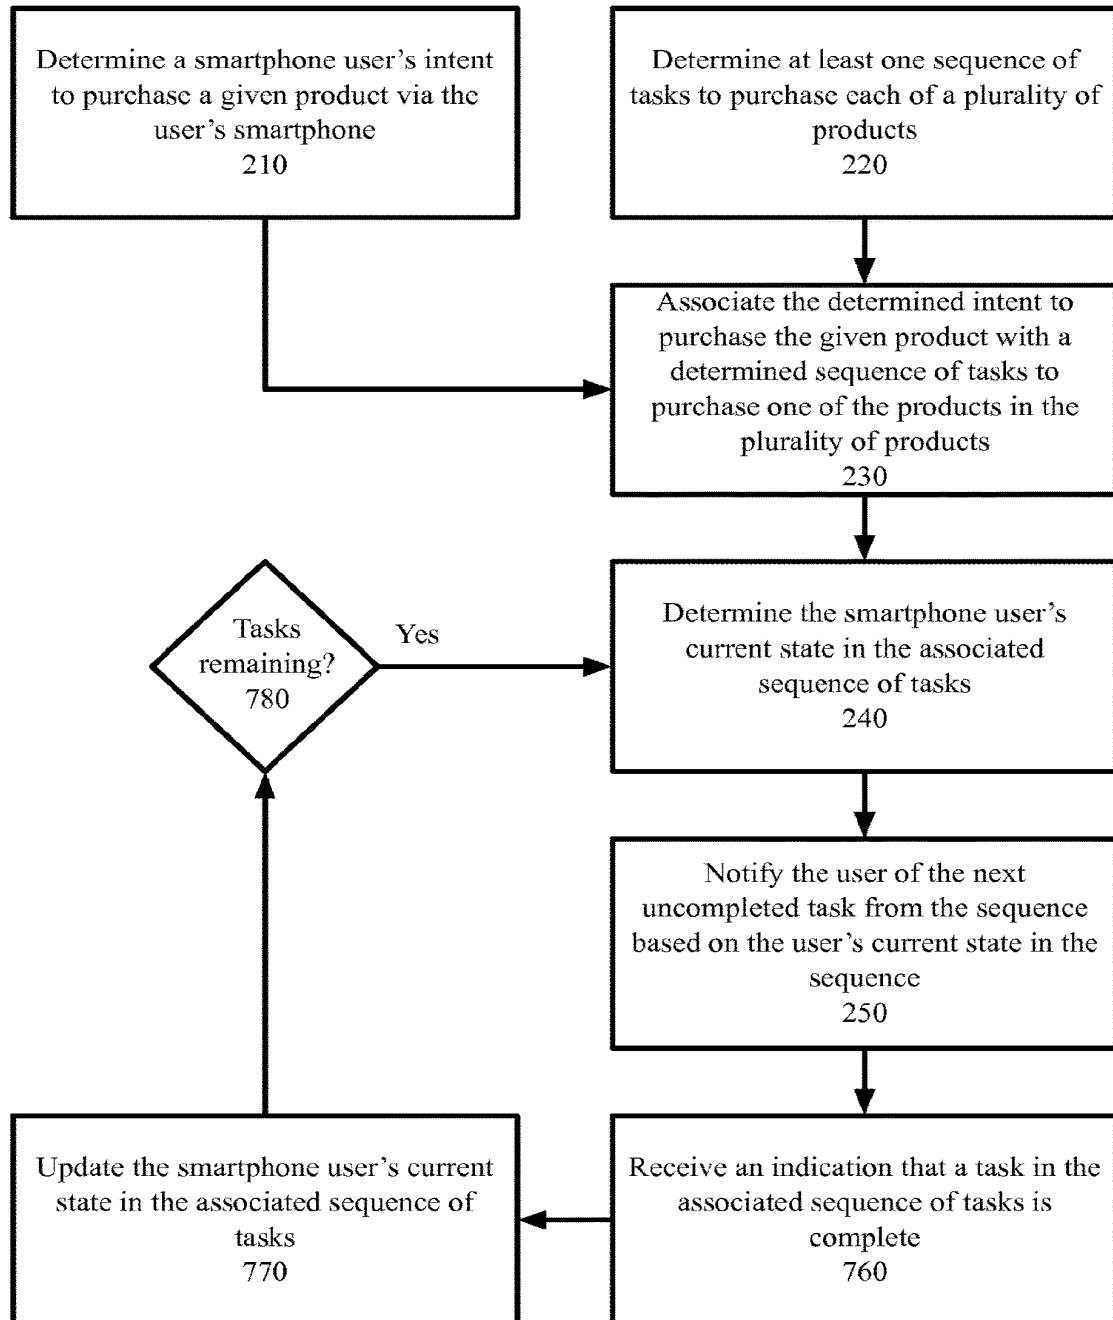 Determine a smartphone user's intent
to purchase a given product via the
user's smartphone
210
Determine at least one sequence of
tasks to purchase each of a plurality of
products
220
Associate the determined intent to
purchase the given product with a
determined sequence of tasks to
purchase one of the products in the
plurality of products
230
Tasks
remaining?
780
Yes
Determine the smartphone user's
current state in the associated
sequence of tasks
240
Notify the user of the next
uncompleted task from the sequence
based on the user's current state in the
sequence
250
Update the smartphone user's current
state in the associated sequence of
tasks
770
Receive an indication that a task in the
associated sequence of tasks is
complete
760